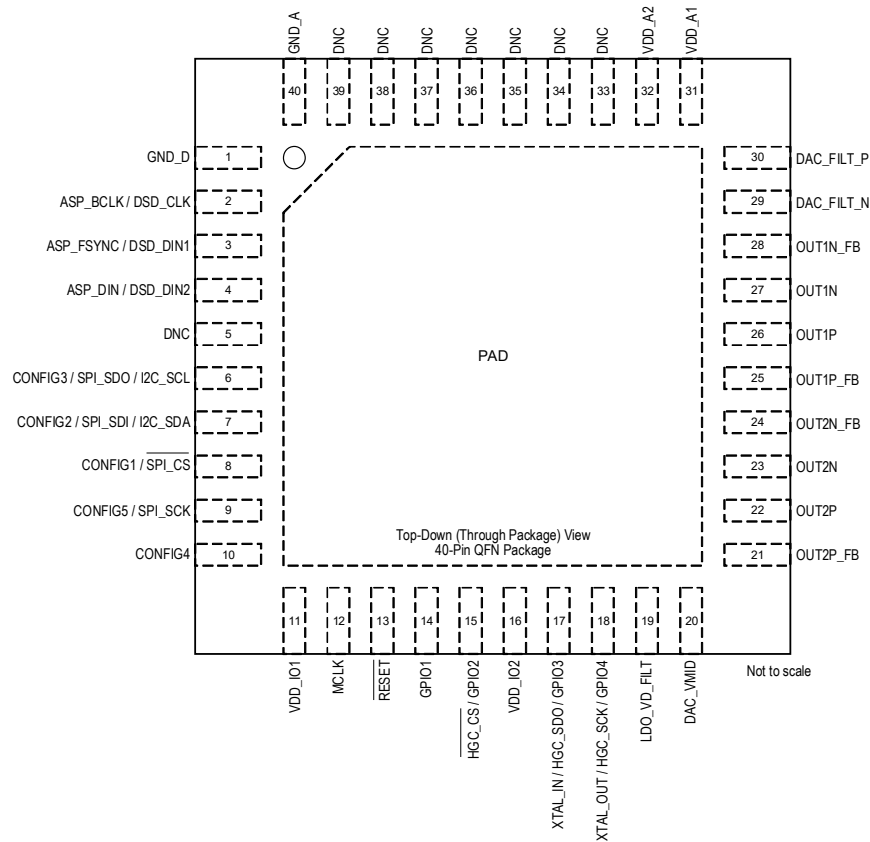 GND_A
DNC
DNC
DNC
DNC
DNC
DNC
DNC
VDD_A2
VDD_A1
40
39
38
37
36
35
34
33
32
31
GND_D
1
ASP_BCLK / DSD_CLK
2
ASP_FSYNC / DSD_DIN1
3
ASP_DIN / DSD_DIN2
4
DNC
5
CONFIG3 / SPI_SDO / I2C_SCL
6
CONFIG2 / SPI_SDI / I2C_SDA
7
CONFIG1 / SPI_CS
8
CONFIG5 / SPI_SCK
9
CONFIG4
10
PAD
Top-Down (Through Package) View
40-Pin QFN Package
30
DAC_FILT_P
29
DAC_FILT_N
28
OUT1N_FB
27
OUT1N
26
OUT1P
25
OUT1P_FB
24
OUT2N_FB
23
OUT2N
22
OUT2P
21
OUT2P_FB
11
12
13
14
15
16
17
18
19
20
VDD_IO1
MCLK
RESET
GPIO1
HGC_CS / GPIO2
VDD_IO2
XTAL_IN / HGC_SDO / GPIO3
XTAL_OUT / HGC_SCK / GPIO4
LDO_VD_FILT
DAC_VMID
Not to scale